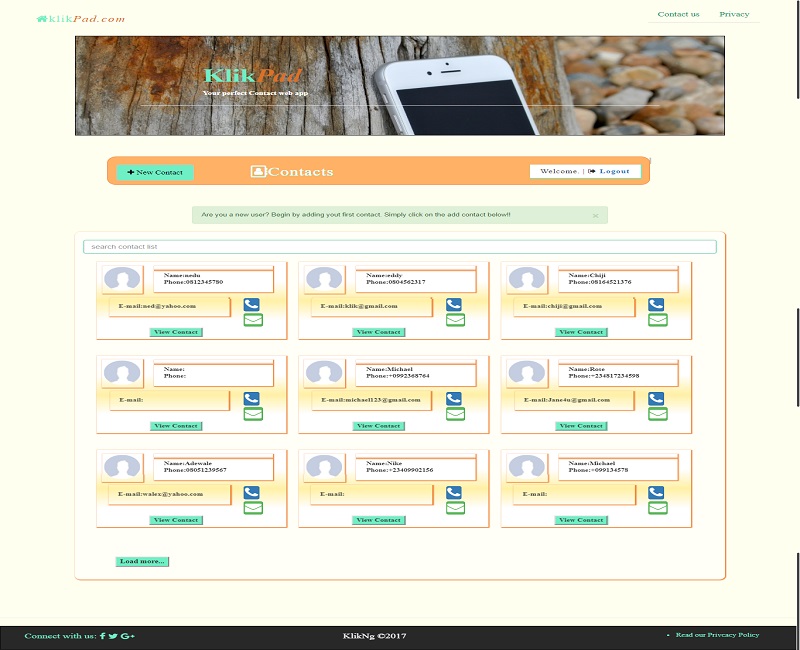 klikPad.com
Contact us Privacy
KlikPad
Your perfect Contact web app
New Contact
Contacts
Welcome. | Logout
Are you a new user? Begin by adding yout first contact. Simply click on the add contact below!!
×
search contact list
Name:nedu
Phone:0812345780
E-mail:ned@yahoo.com
View Contact
Name:eddy
Phone:0804562317
E-mail:klik@gmail.com
View Contact
Name:Chiji
Phone:08164521376
E-mail:chiji@gmail.com
View Contact
Name:
Phone:
E-mail:
View Contact
Name:Michael
Phone:+0992368764
E-mail:michael123@gmail.com
View Contact
Name:Rose
Phone:+234817234598
E-mail:Jane4u@gmail.com
View Contact
Name:Adewale
Phone:08051239567
E-mail:walex@yahoo.com
View Contact
Name:Nike
Phone:+23409902156
E-mail:
View Contact
Name:Michael
Phone:+099134578
E-mail:
View Contact
Load more...
Connect with us:
KlikNg ©2017
Read our Privcacy Policy